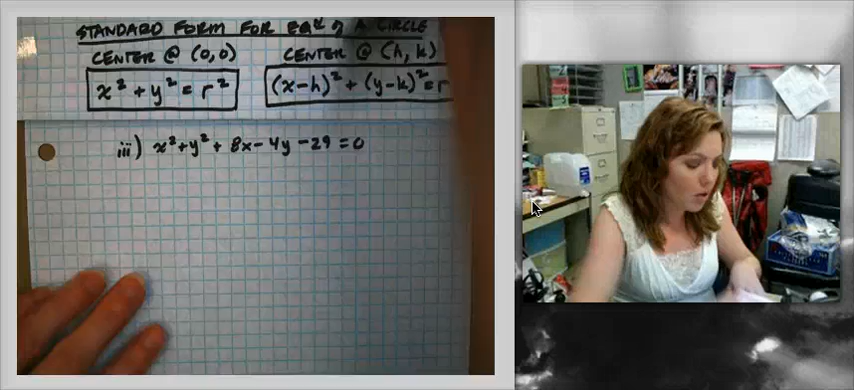 STANDARD FORM FOR EQⁿ OF A CIRCLE
CENTER @ (0,0)
x² + y² = r²
CENTER @ (h, k)
(x-h)² + (y-k)² = r
iii) x² + y² + 8x - 4y - 29 = 0